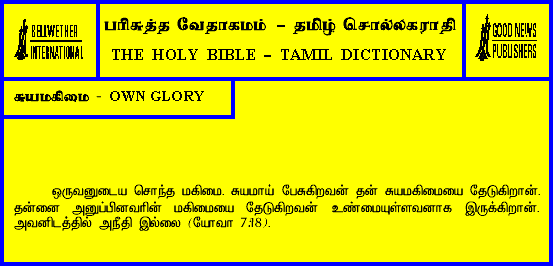 BELLWETHER
INTERNATIONAL
பரிசுத்த வேதாகமம் – தமிழ் சொல்லகராதி
THE HOLY BIBLE – TAMIL DICTIONARY
GOOD NEWS
PUBLISHERS
சுயமகிமை - OWN GLORY
ஒருவனுடைய சொந்த மகிமை. சுயமாய் பேசுகிறவன் தன் சுயமகிமையை தேடுகிறான்.
தன்னை அனுப்பினவரின் மகிமையை தேடுகிறவன் உண்மையுள்ளவனாக இருக்கிறான்.
அவனிடத்தில் அநீதி இல்லை (யோவா 7:18).